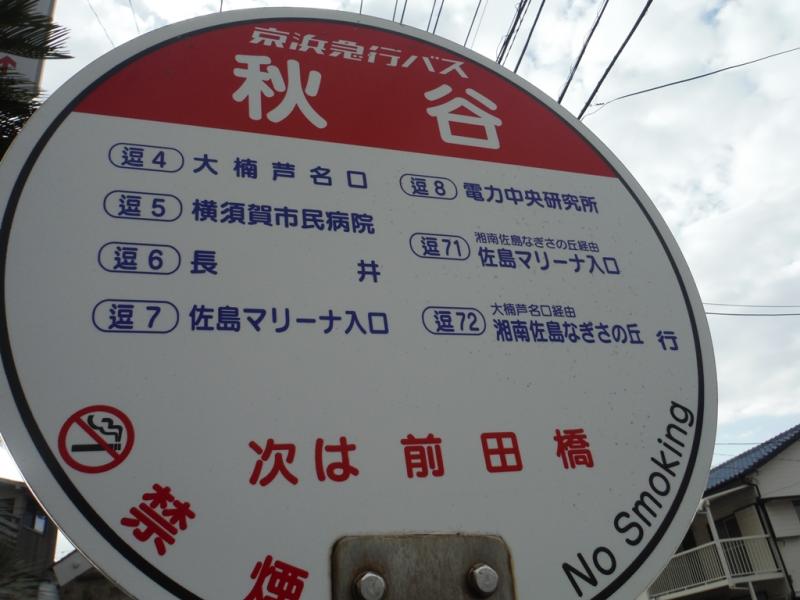 京浜急行バス
秋谷
逗4 大楠芦名口
逗5 横須賀市民病院
逗6 長井
逗7 佐島マリーナ入口
逗8 電力中央研究所
湘南佐島なぎさの丘経由
逗71 佐島マリーナ入口
大楠芦名口経由
逗72 湘南佐島なぎさの丘 行
次は 前田橋
禁煙
No Smoking